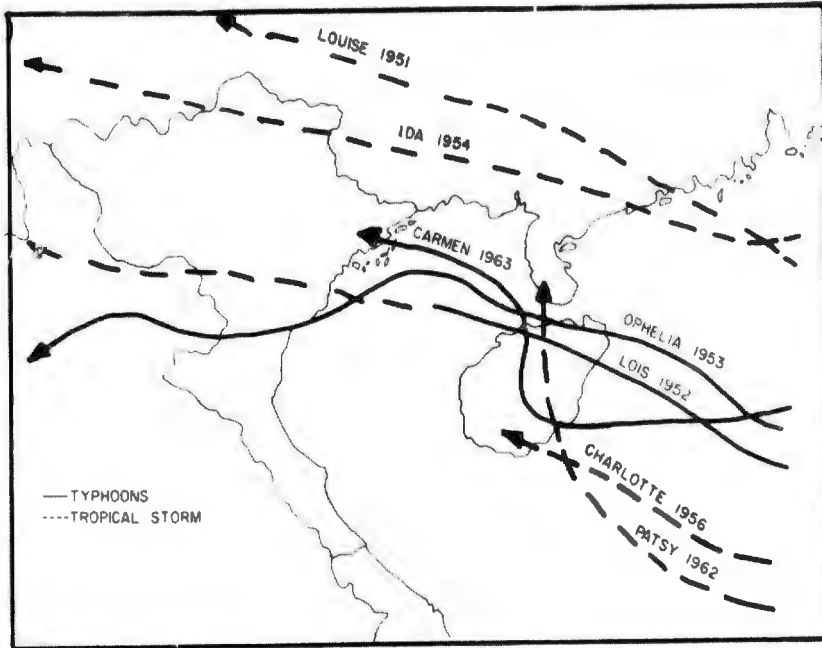 LOUISE 1951
IDA 1954
CARMEN 1963
OPHELIA 1953
LOIS 1952
CHARLOTTE 1956
PATSY 1962
TYPHOONS
TROPICAL STORM